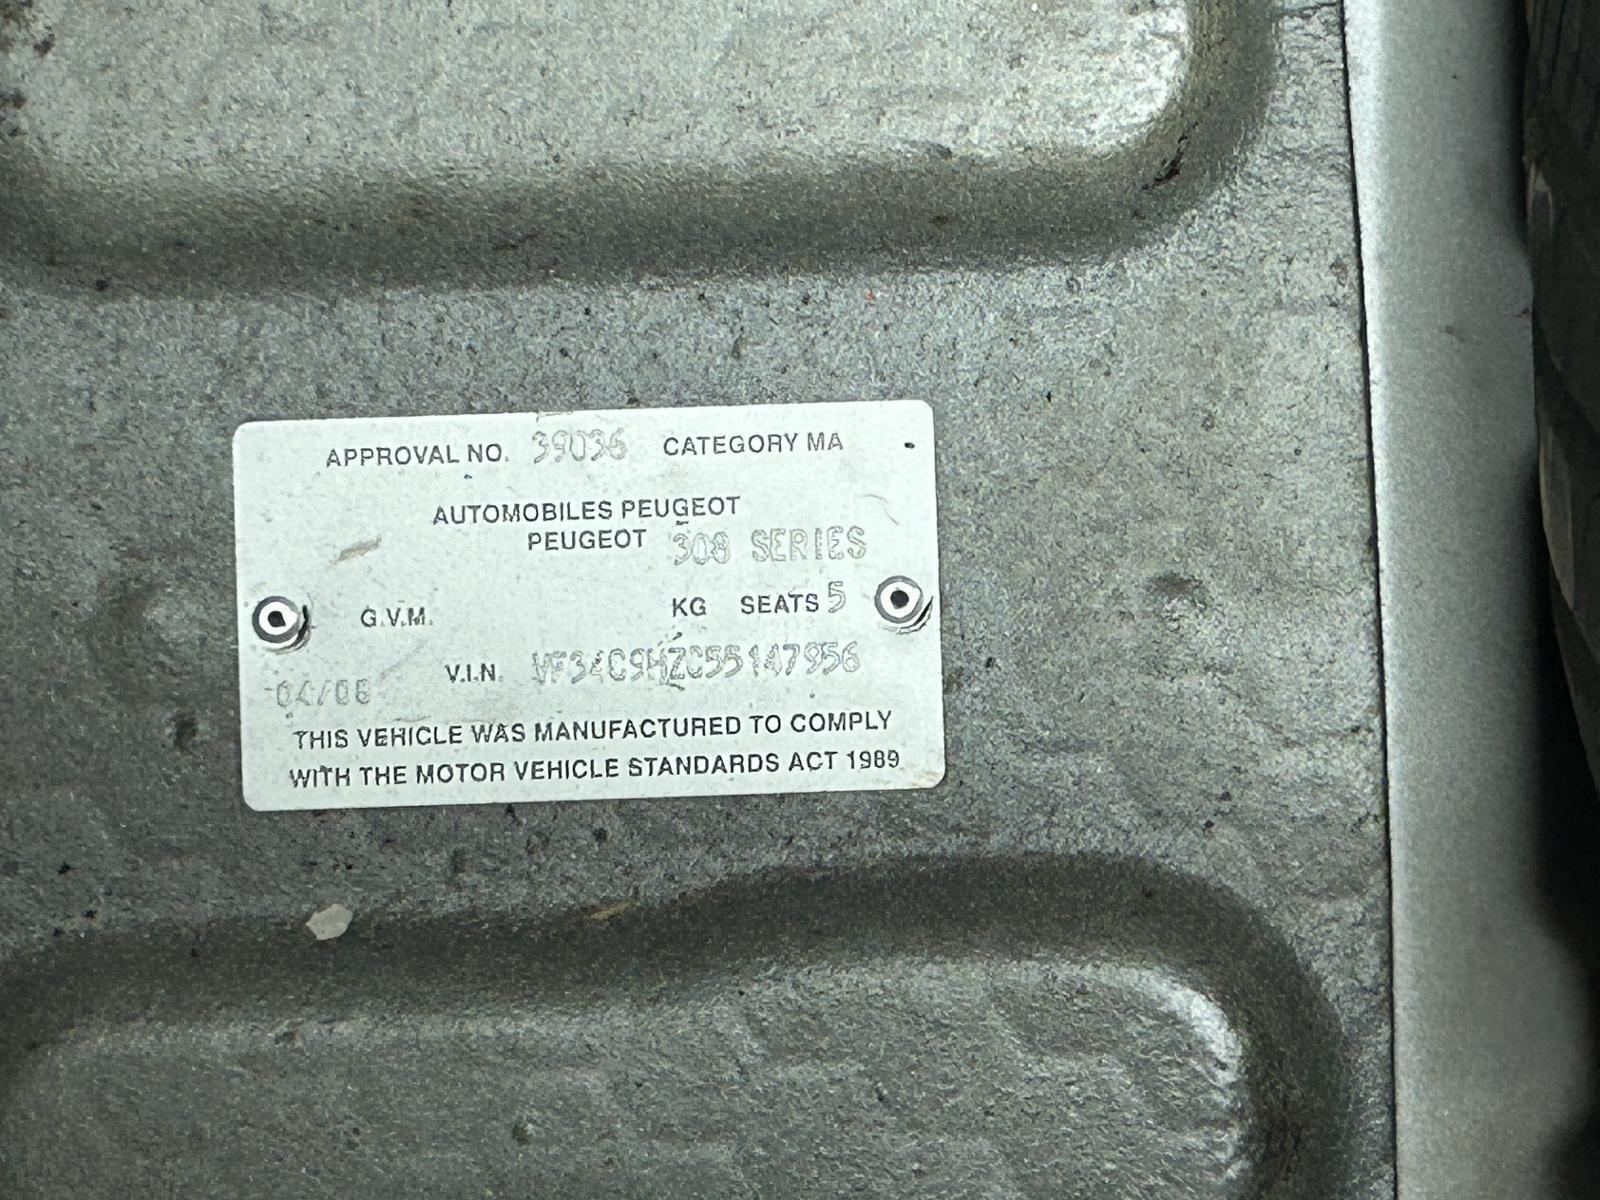 APPROVAL NO. 39036 CATEGORY MA
AUTOMOBILES PEUGEOT
PEUGEOT 308 SERIES
G.V.M. KG SEATS 5
V.I.N. VF34C9HZC55147956
04/08
THIS VEHICLE WAS MANUFACTURED TO COMPLY
WITH THE MOTOR VEHICLE STANDARDS ACT 1989